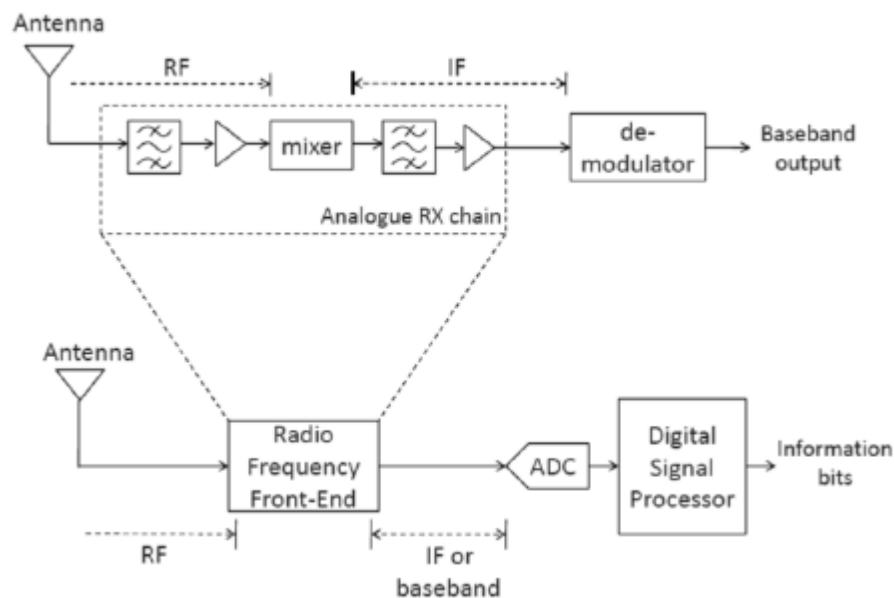 Antenna
RF
IF
mixer
de-
modulator
Baseband
output
Analogue RX chain
Antenna
Radio
Frequency
Front-End
ADC
Digital
Signal
Processor
Information
bits
RF
IF or
baseband